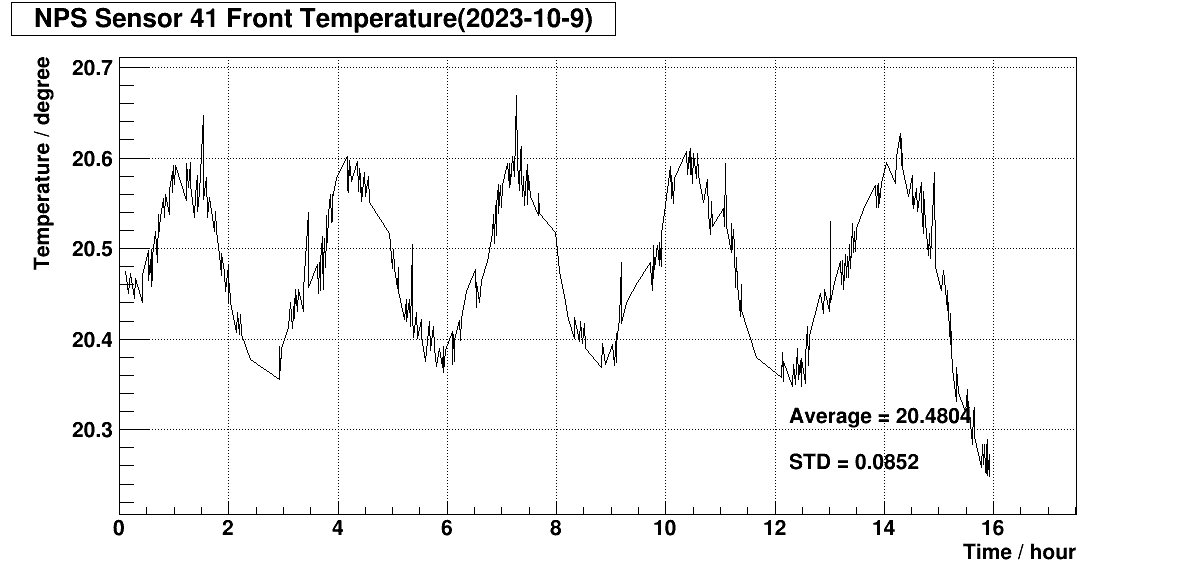 NPS Sensor 41 Front Temperature(2023-10-9)
Temperature / degree
20.7
20.6
20.5
20.4
20.3
Average = 20.4804
STD = 0.0852
0 2 4 6 8 10 12 14 16
Time / hour